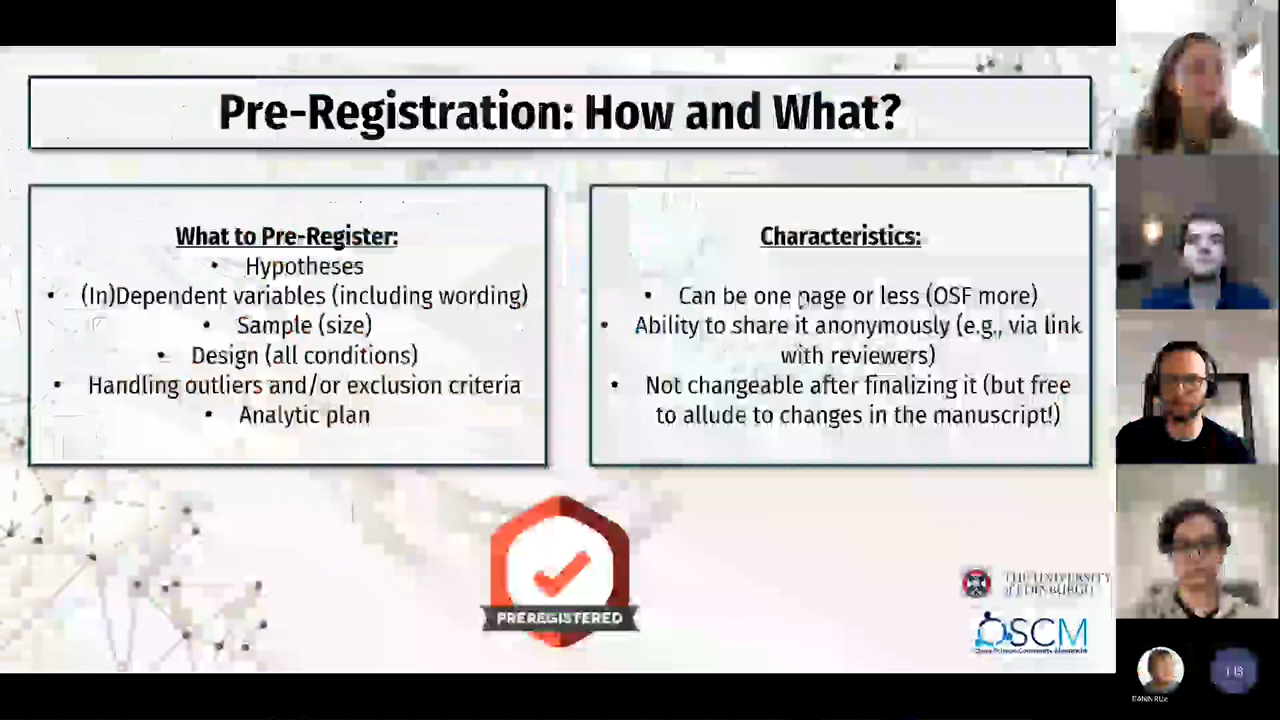 Pre-Registration: How and What?
What to Pre-Register:
• Hypotheses
• (In)Dependent variables (including wording)
• Sample (size)
• Design (all conditions)
• Handling outliers and/or exclusion criteria
• Analytic plan
Characteristics:
• Can be one page or less (OSF more)
• Ability to share it anonymously (e.g., via link
with reviewers)
• Not changeable after finalizing it (but free
to allude to changes in the manuscript!)
PREREGISTERED
THE UNIVERSITY
of EDINBURGH
OSCM